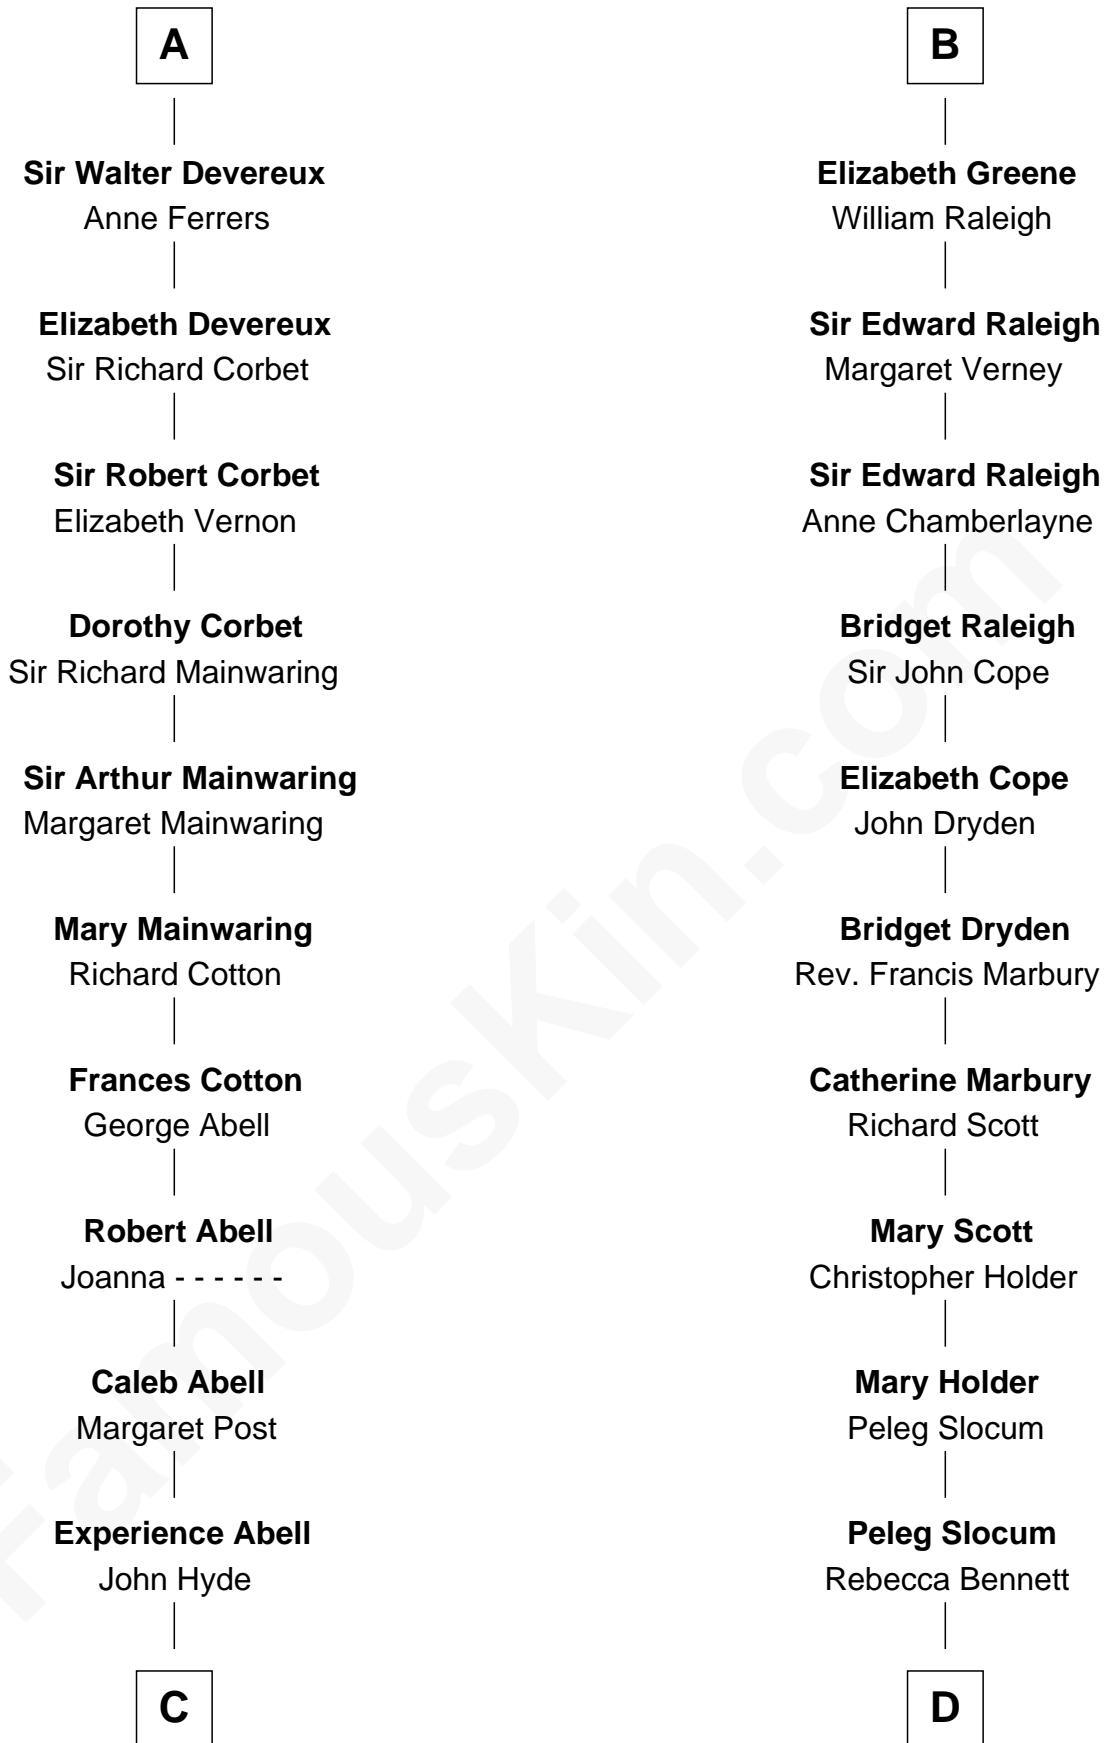 A
Sir Walter Devereux
Anne Ferrers
Elizabeth Devereux
Sir Richard Corbet
Sir Robert Corbet
Elizabeth Vernon
Dorothy Corbet
Sir Richard Mainwaring
Sir Arthur Mainwaring
Margaret Mainwaring
Mary Mainwaring
Richard Cotton
Frances Cotton
George Abell
Robert Abell
Joanna - - - - - -
Caleb Abell
Margaret Post
Experience Abell
John Hyde
C
B
Elizabeth Greene
William Raleigh
Sir Edward Raleigh
Margaret Verney
Sir Edward Raleigh
Anne Chamberlayne
Bridget Raleigh
Sir John Cope
Elizabeth Cope
John Dryden
Bridget Dryden
Rev. Francis Marbury
Catherine Marbury
Richard Scott
Mary Scott
Christopher Holder
Mary Holder
Peleg Slocum
Peleg Slocum
Rebecca Bennett
D
FamousKin.com